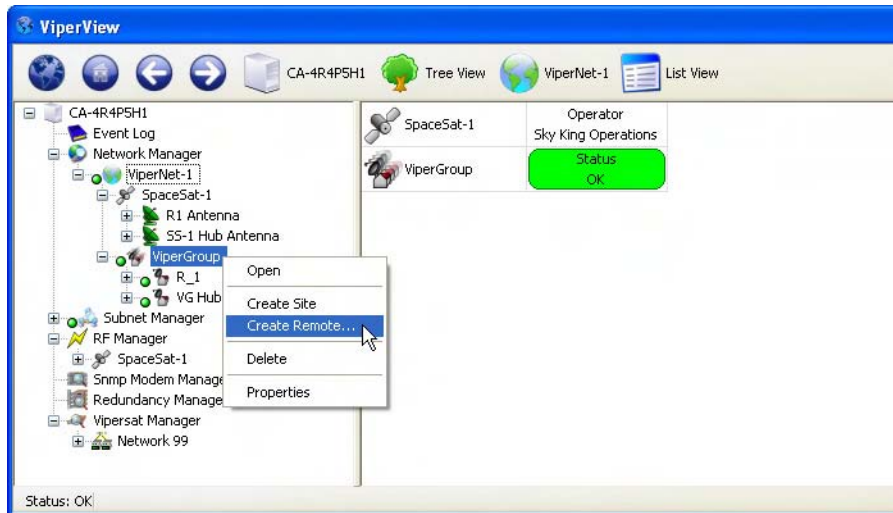 ViperView
CA-4R4P5H1
Tree View
ViperNet-1
List View
CA-4R4P5H1
Event Log
Network Manager
ViperNet-1
SpaceSat-1
R1 Antenna
SS-1 Hub Antenna
ViperGroup
R_1
VG Hub
Subnet Manager
RF Manager
SpaceSat-1
Snmp Modem Manage
Redundancy Manage
Vipersat Manager
Network 99
Open
Create Site
Create Remote...
Delete
Properties
SpaceSat-1
Operator
Sky King Operations
ViperGroup
Status
OK
Status: OK